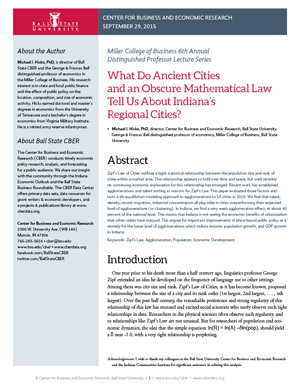 BALL STATE
UNIVERSITY.
CENTER FOR BUSINESS AND ECONOMIC RESEARCH
SEPTEMBER 29, 2015
About the Author
Michael J. Hicks, PhD, is director of Ball
State CBER and the George & Frances Ball
distinguished professor of economics in
the Miller College of Business. His research
interest is in state and local public finance
and the effect of public policy on the
location, composition, and size of economic
activity. Hicks earned doctoral and master's
degrees in economics from the University
of Tennessee and a bachelor's degree in
economics from Virginia Military Institute.
He is a retired army reserve infantryman.
About Ball State CBER
The Center for Business and Economic
Research (CBER) conducts timely economic
policy research, analysis, and forecasting
for a public audience. We share our insight
with the community through the Indiana
Economic Outlook and the Ball State
Business Roundtable. The CBER Data Center
offers primary data sets, data resources for
grant writers & economic developers, and
a projects & publications library at www.
cberdata.org.
Center for Business and Economic Research
2000 W. University Ave. (WB 149)
Muncie, IN 47306
765-285-5926 • cber@bsu.edu
www.bsu.edu/cber • www.cberdata.org
facebook.com/BallStateCBER
twitter.com/BallStateCBER
Miller College of Business 6th Annual
Distinguished Professor Lecture Series
What Do Ancient Cities
and an Obscure Mathematical Law
Tell Us About Indiana's
Regional Cities?
• Michael J. Hicks, PhD, director, Center for Business and Economic Research, Ball State University;
George and Frances Ball distinguished professor of economics, Miller College of Business, Ball State
University
Abstract
Zipf's Law of Cities outlines a tight statistical relationship between the population size and rank of
cities within a market area. This relationship appears to hold over time and space, but until recently,
no convincing economic explanation for this relationship has emerged. Recent work has established
agglomerations and talent sorting as reasons for Zipf's Law. This paper evaluated those factors and
tests a dis-equilibrium modeling approach to agglomerations to US cities in 2010. We find that talent,
density, recent migration, industrial concentration all play roles in cities outperforming their expected
level of agglomerations (or clusters). In Indiana, we find a very weak agglomeration effect, at about 40
percent of the national level. This means that Indiana is not seeing the economic benefits of urbanization
that other states have enjoyed. This argues for important improvements in place-based public policy as a
remedy for the lower level of agglomerations which reduce income, population growth, and GDP growth
in Indiana.
Keywords: Zipf's Law, Agglomeration, Population, Economic Development
Introduction
One year prior to his death more than a half century ago, linguistics professor George
Zipf extended an idea he developed on the frequency of language use to other settings.
Among these was city size and rank. Zipf's Law of Cities, as it has become known, proposed
a relationship between the size of a city and its rank order (1st largest, 2nd largest, …, nth
largest). Over the past half century, the remarkable persistence and strong regularity of this
relationship of this law has mused and excited social scientists who rarely observe such tight
relationships in data. Researchers in the physical sciences often observe such regularity, and
so relationships like Zipf's Law are not unusual. But for researchers of population and eco-
nomic dynamics, the idea that the simple equation: ln(R) = ln(A) –βln(pop), should yield
a β near -1.0, with a very tight relationship is perplexing.
Acknowledgement: I wish to thank my colleagues at the Ball State University Center for Business and Economic Research
and the Indiana Communities Institute for significant assistance in refining this analysis.
© Center for Business and Economic Research, Ball State University • 1 • www.bsu.edu/cber | www.cberdata.org